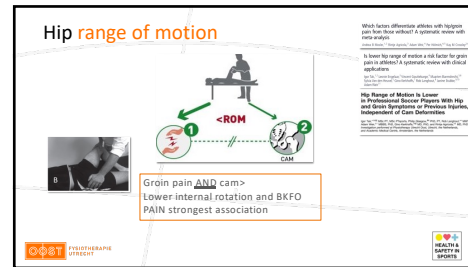 Hip range of motion
Which factors differentiate athletes with hip/groin
pain from those without? A systematic review with
meta-analysis
Is lower hip range of motion a risk factor for groin
pain in athletes? A systematic review with clinical
applications
Hip Range of Motion Is Lower
in Professional Soccer Players With Hip
and Groin Symptoms or Previous Injuries,
Independent of Cam Deformities
<ROM
1
2
//
CAM
B
Groin pain AND cam>
Lower internal rotation and BKFO
PAIN strongest association
OOST FYSIOTHERAPIE
UTRECHT
HEALTH &
SAFETY IN
SPORTS